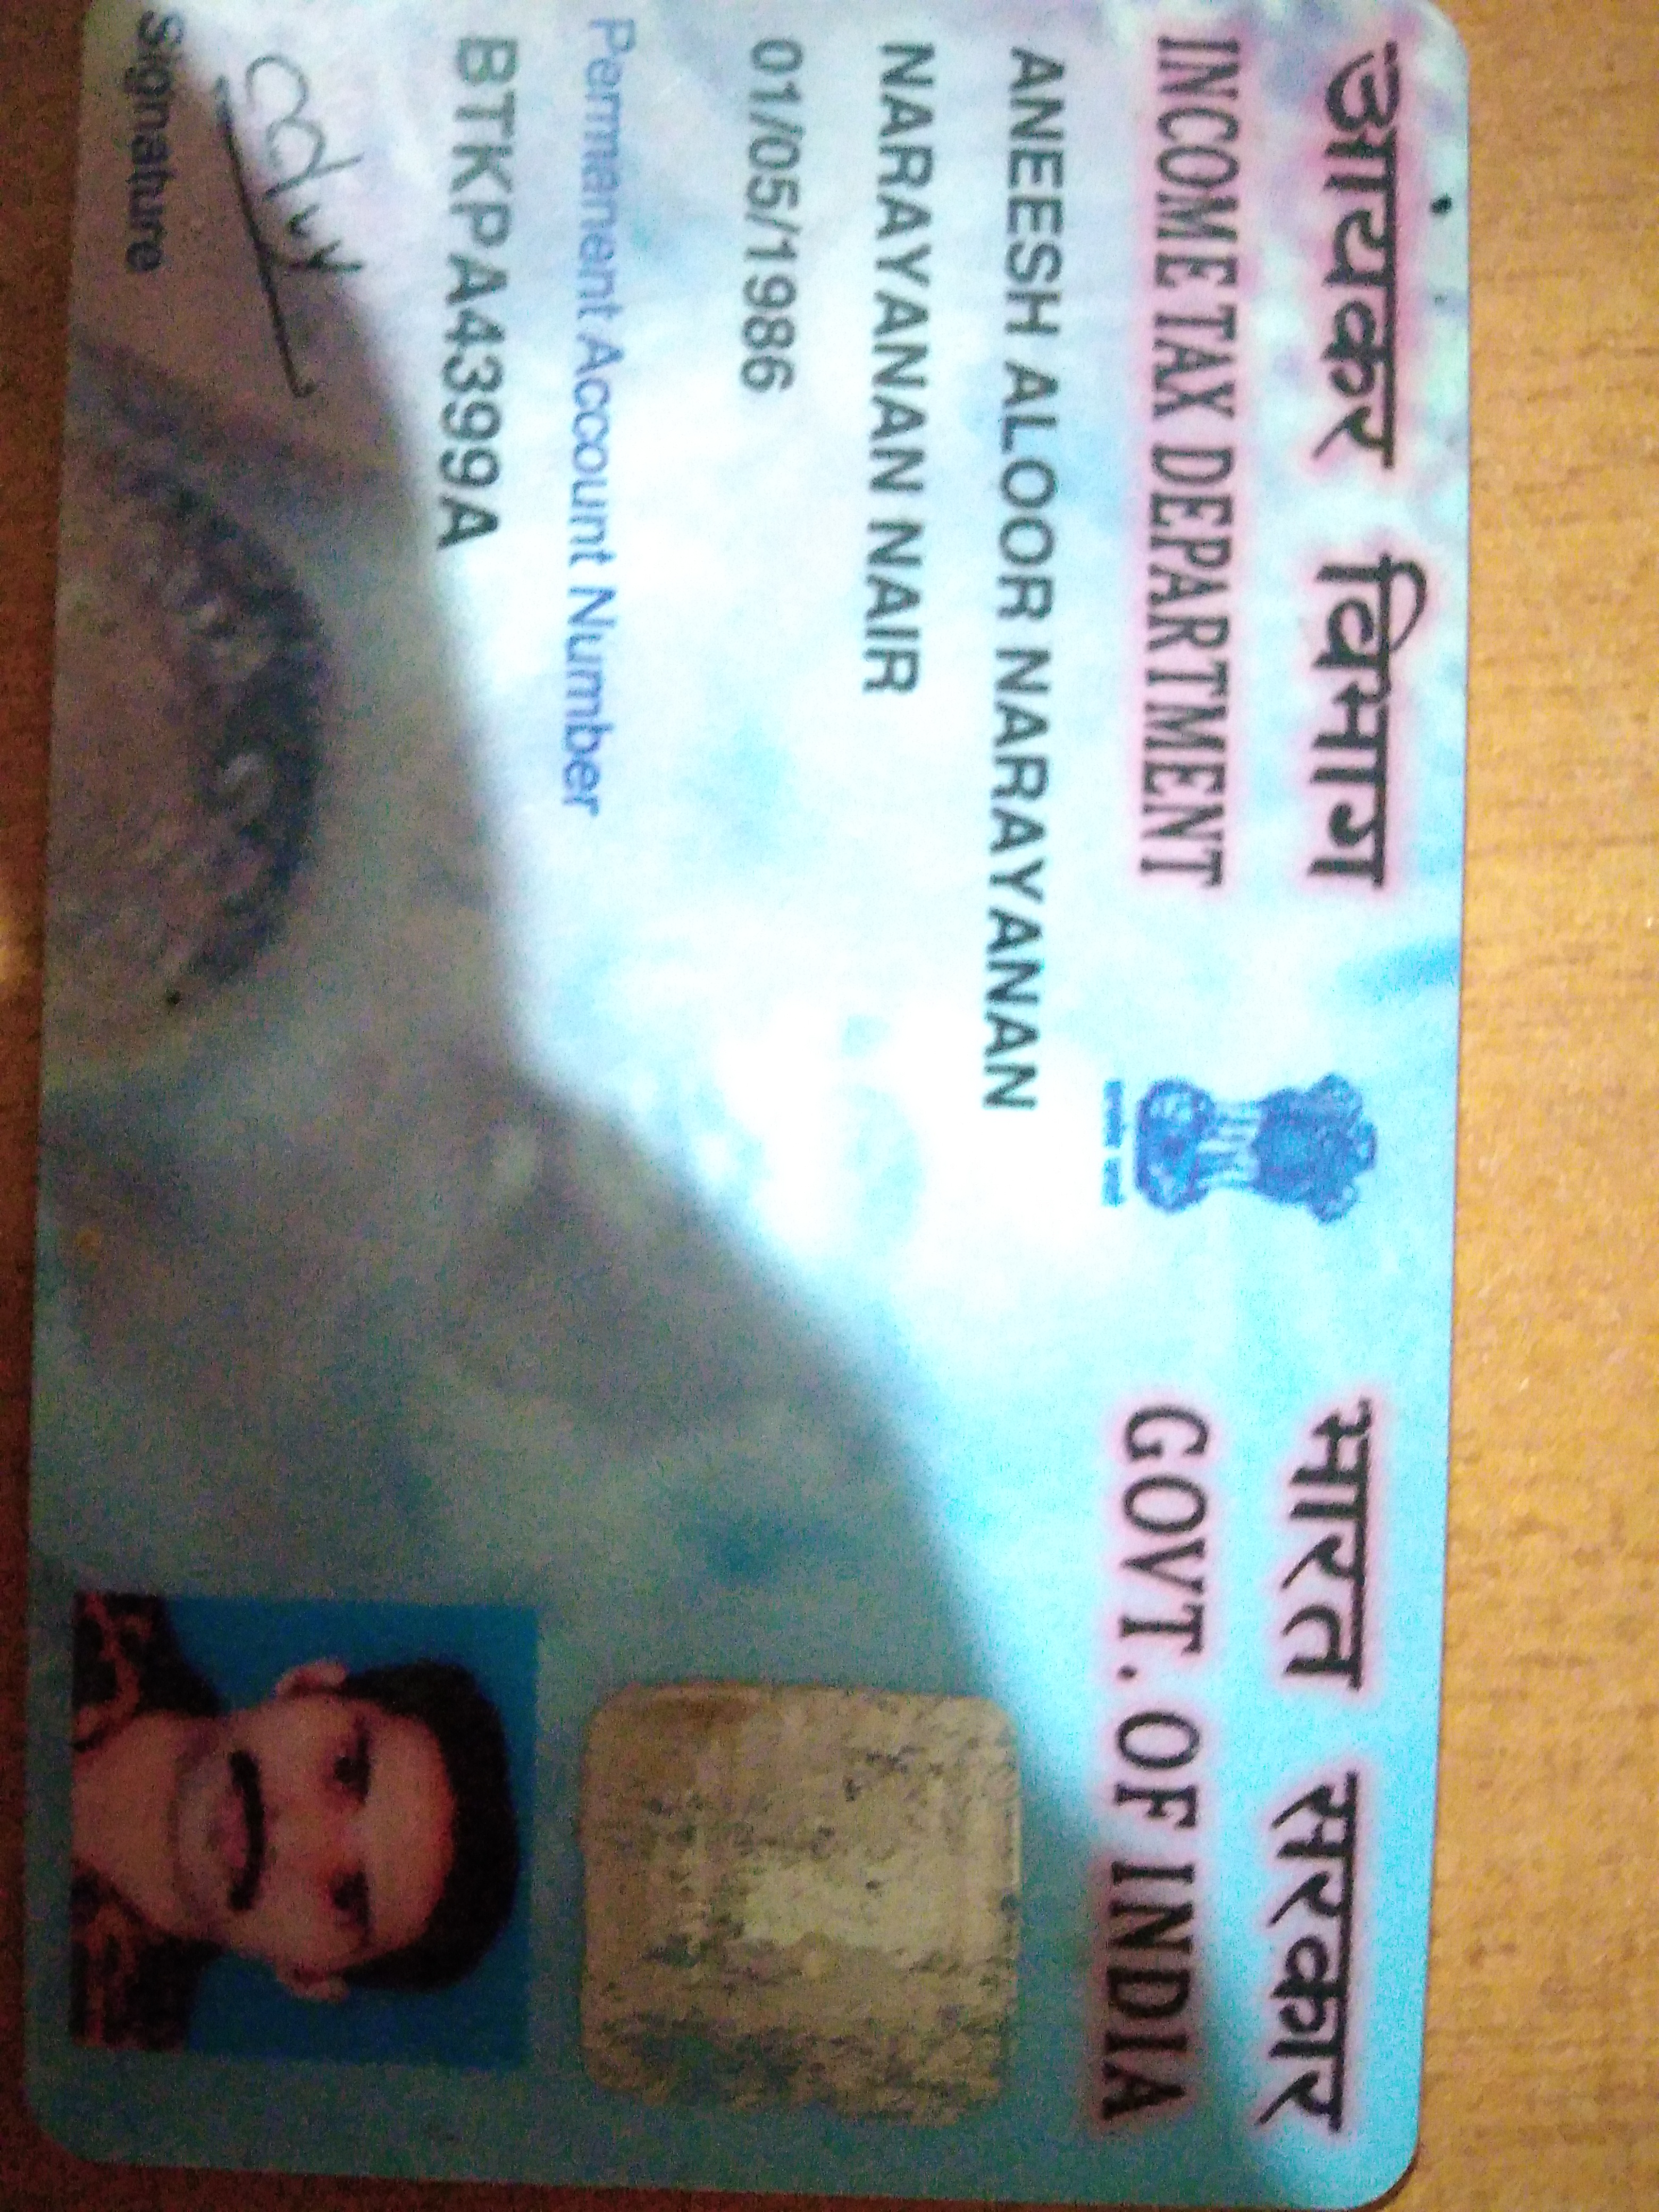 आयकर विभाग
INCOME TAX DEPARTMENT
भारत सरकार
GOVT. OF INDIA
ANEESH ALOOR NARAYANAN
NARAYANAN NAIR
01/05/1986
Permanent Account Number
BTKPA4399A
Signature